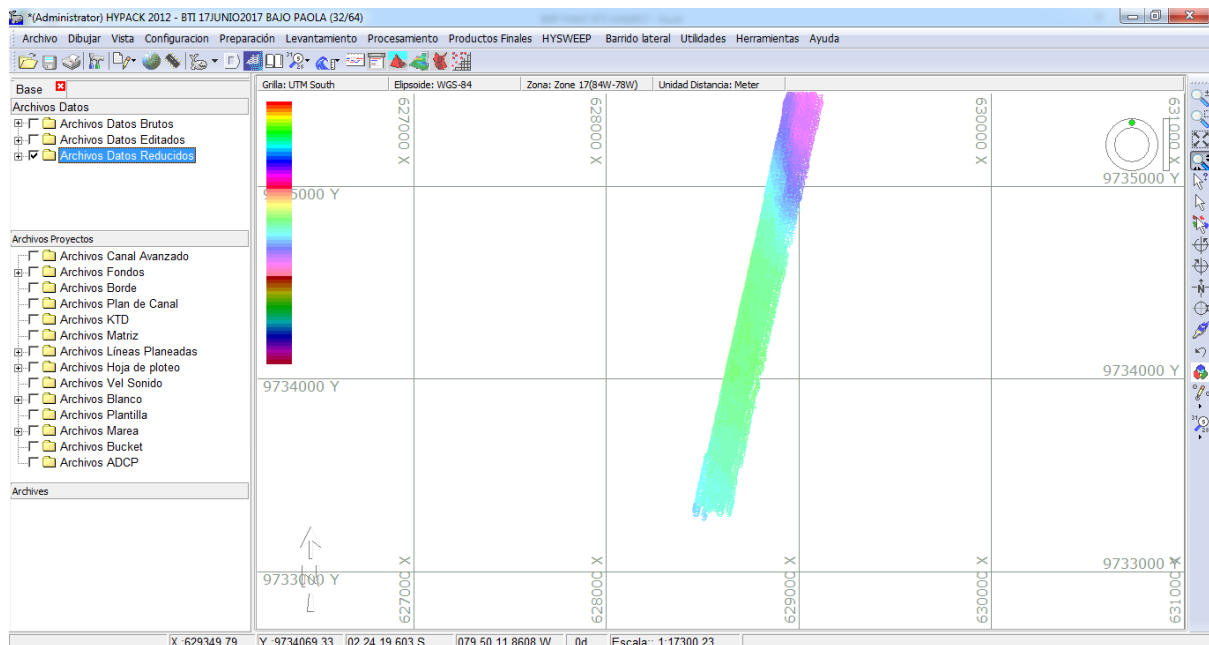 *(Administrator) HYPACK 2012 - BTI 17JUNIO2017 BAJO PAOLA (32/64)
Archivo Dibujar Vista Configuracion Preparación Levantamiento Procesamiento Productos Finales HYSWEEP Barrido lateral Utilidades Herramientas Ayuda
Base
Grilla: UTM South Elipsoide: WGS-84 Zona: Zone 17(84W-78W) Unidad Distancia: Meter
Archivos Datos
Archivos Datos Brutos
Archivos Datos Editados
Archivos Datos Reducidos
Archivos Proyectos
Archivos Canal Avanzado
Archivos Fondos
Archivos Borde
Archivos Plan de Canal
Archivos KTD
Archivos Matriz
Archivos Líneas Planeadas
Archivos Hoja de ploteo
Archivos Vel Sonido
Archivos Blanco
Archivos Plantilla
Archivos Marea
Archivos Bucket
Archivos ADCP
Archives
627000 X
628000 X
630000 X
631000 X
9735000 Y
9734000 Y
9734000 Y
9733000 Y
9733000
627000 X
628000 X
629000 X
630000 X
631000
N
X :629349.79 Y :9734069.33 02 24 19.603 S 079 50 11.8608 W 0d Escala:: 1:17300.23